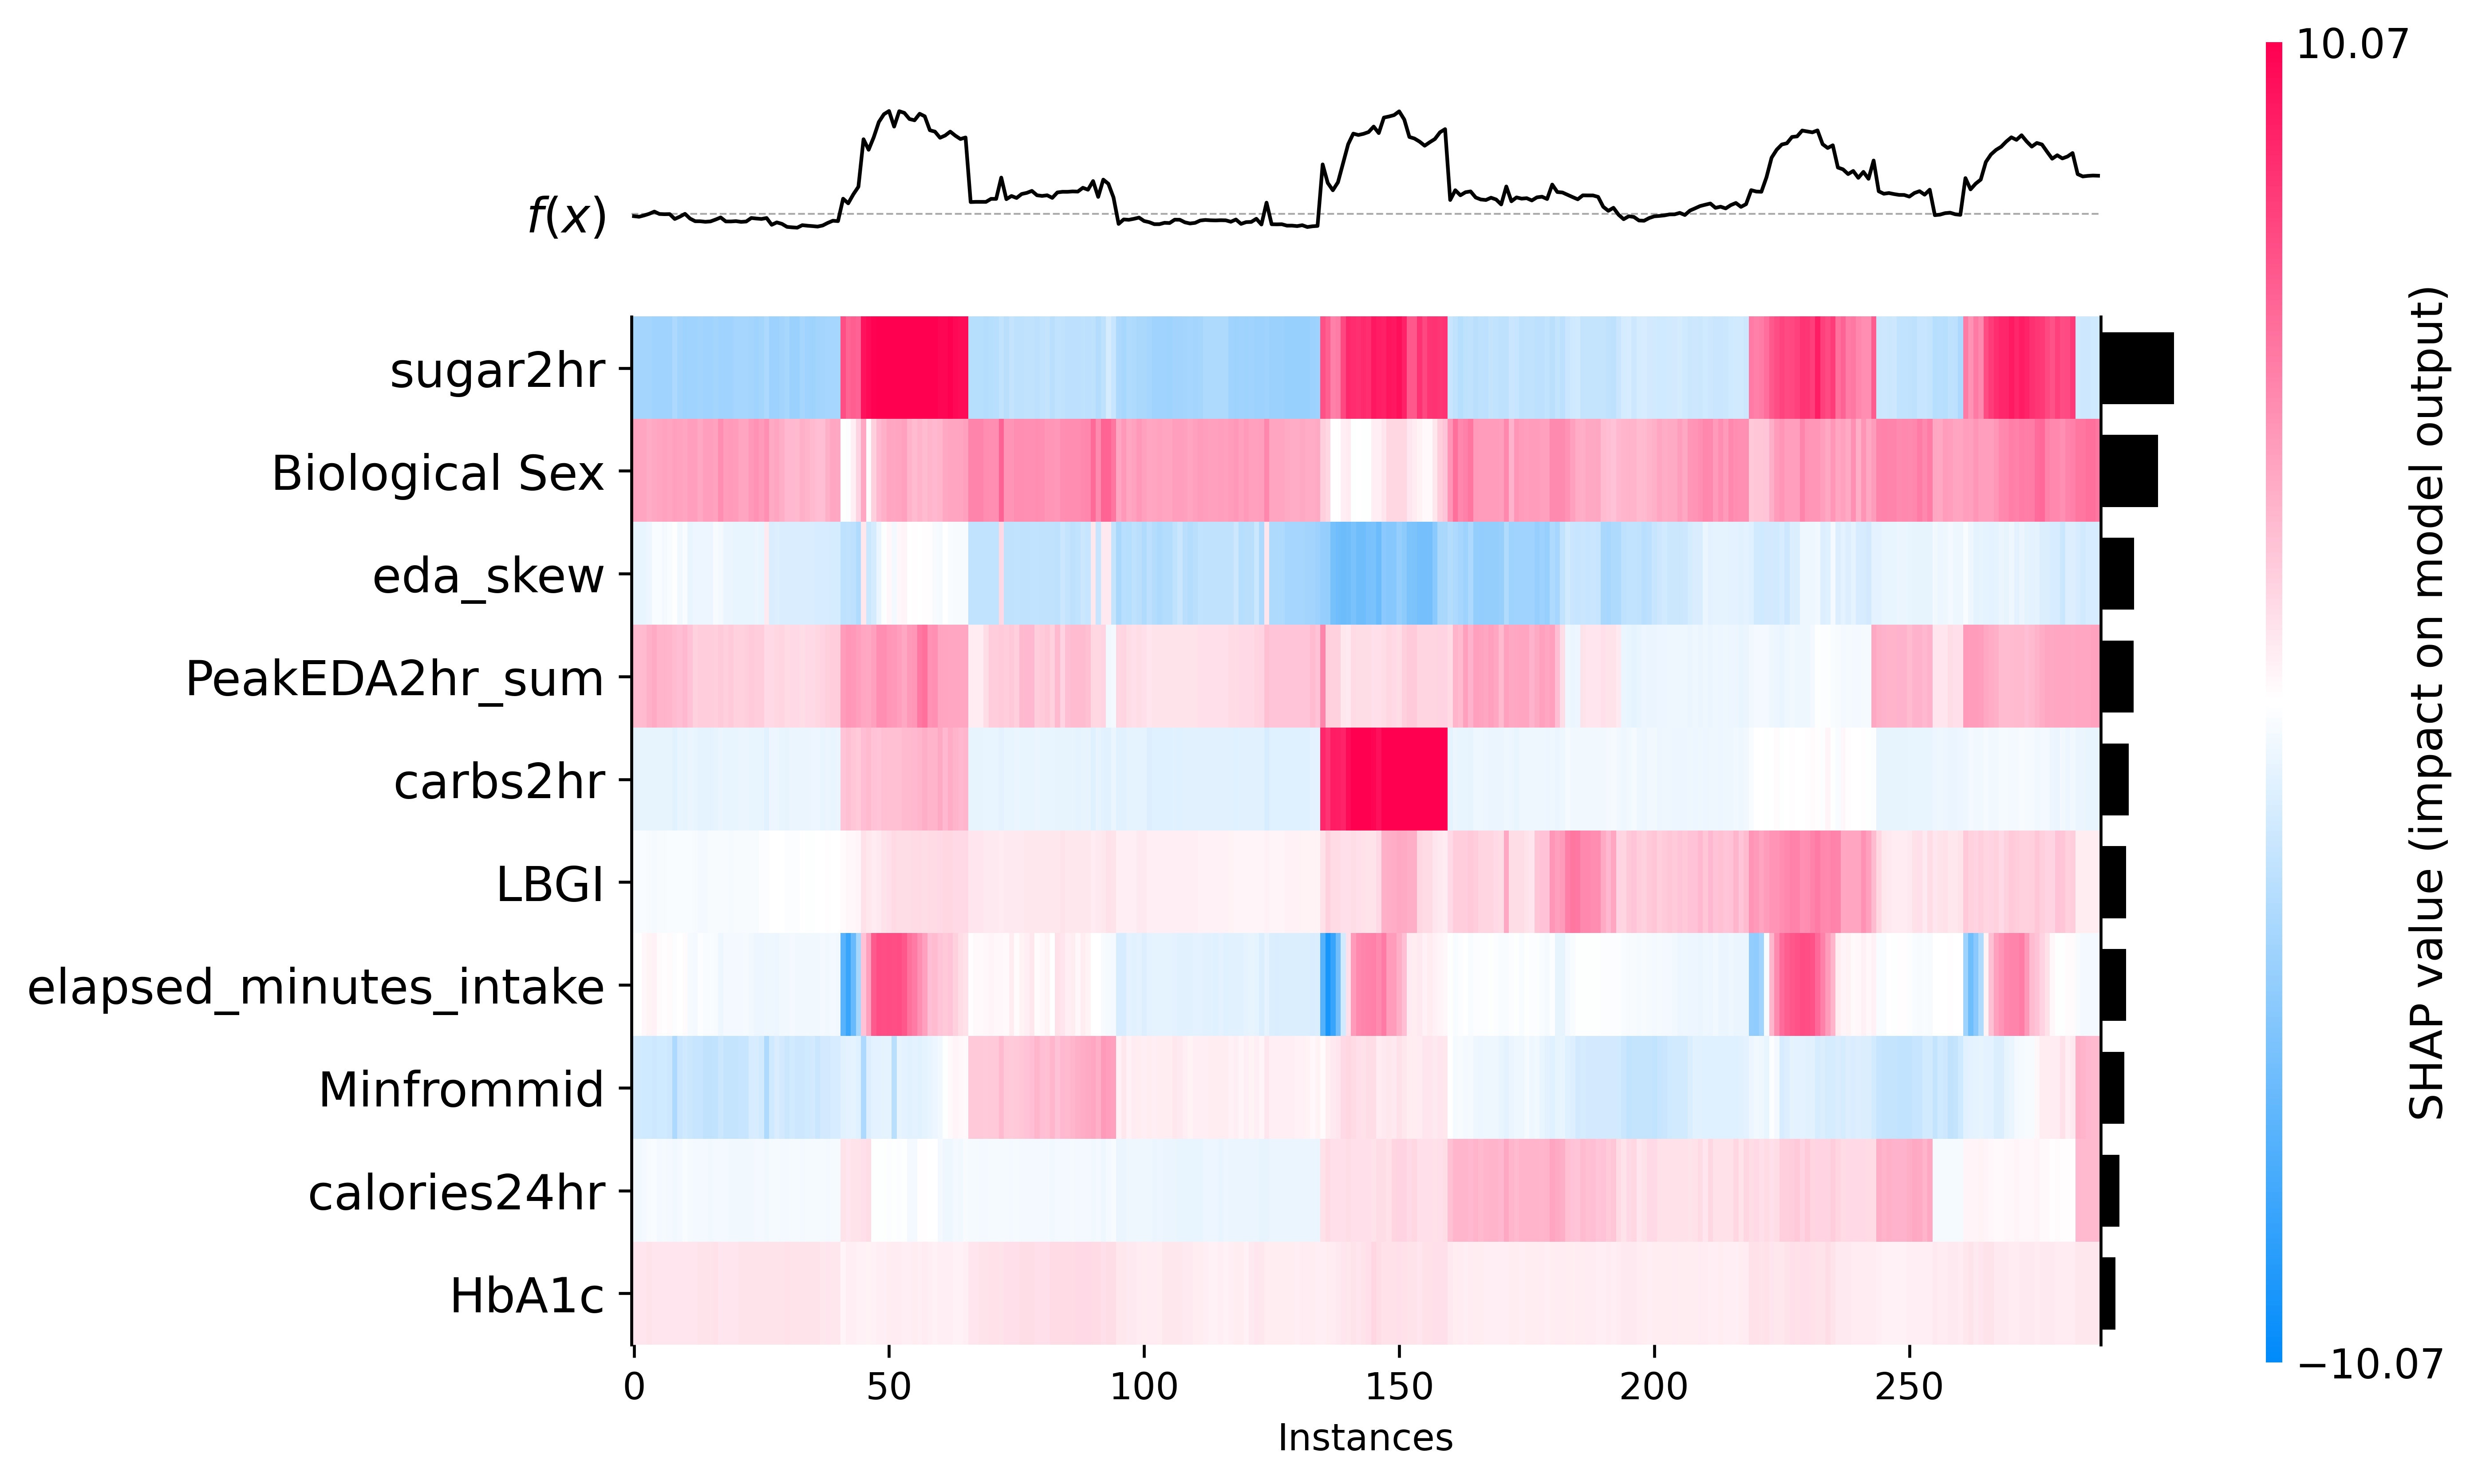 10.07
f(x)
sugar2hr
Biological Sex
eda_skew
PeakEDA2hr_sum
carbs2hr
LBGI
elapsed_minutes_intake
Minfrommid
calories24hr
HbA1c
0 50 100 150 200 250
Instances
−10.07
SHAP value (impact on model output)